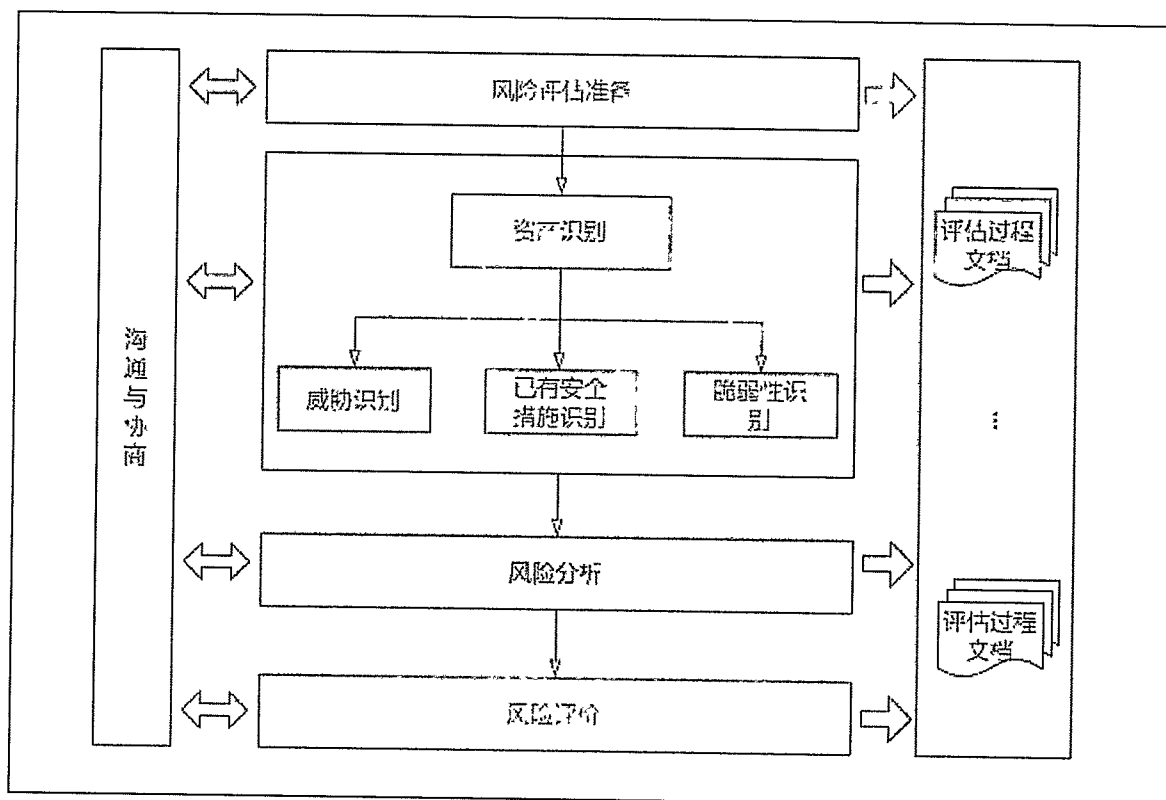 风险评估准备
资产识别
评估过程
文档
沟通与协商
威胁识别
已有安全
措施识别
脆弱性识
别
...
风险分析
评估过程
文档
风险评价